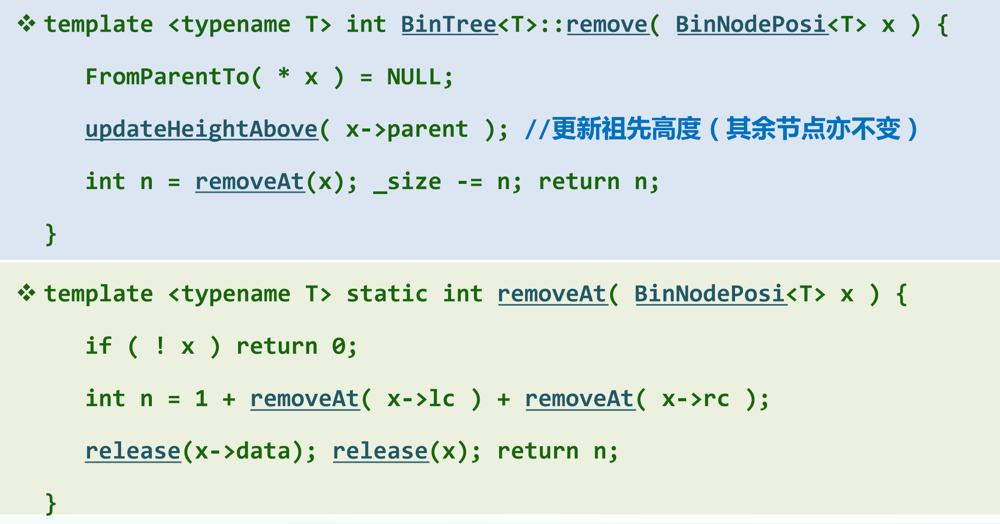 ❖ template <typename T> int BinTree<T>::remove( BinNodePosi<T> x ) {
FromParentTo( * x ) = NULL;
updateHeightAbove( x->parent ); //更新祖先高度（其余节点亦不变）
int n = removeAt(x); _size -= n; return n;
}
❖ template <typename T> static int removeAt( BinNodePosi<T> x ) {
if ( ! x ) return 0;
int n = 1 + removeAt( x->lc ) + removeAt( x->rc );
release(x->data); release(x); return n;
}